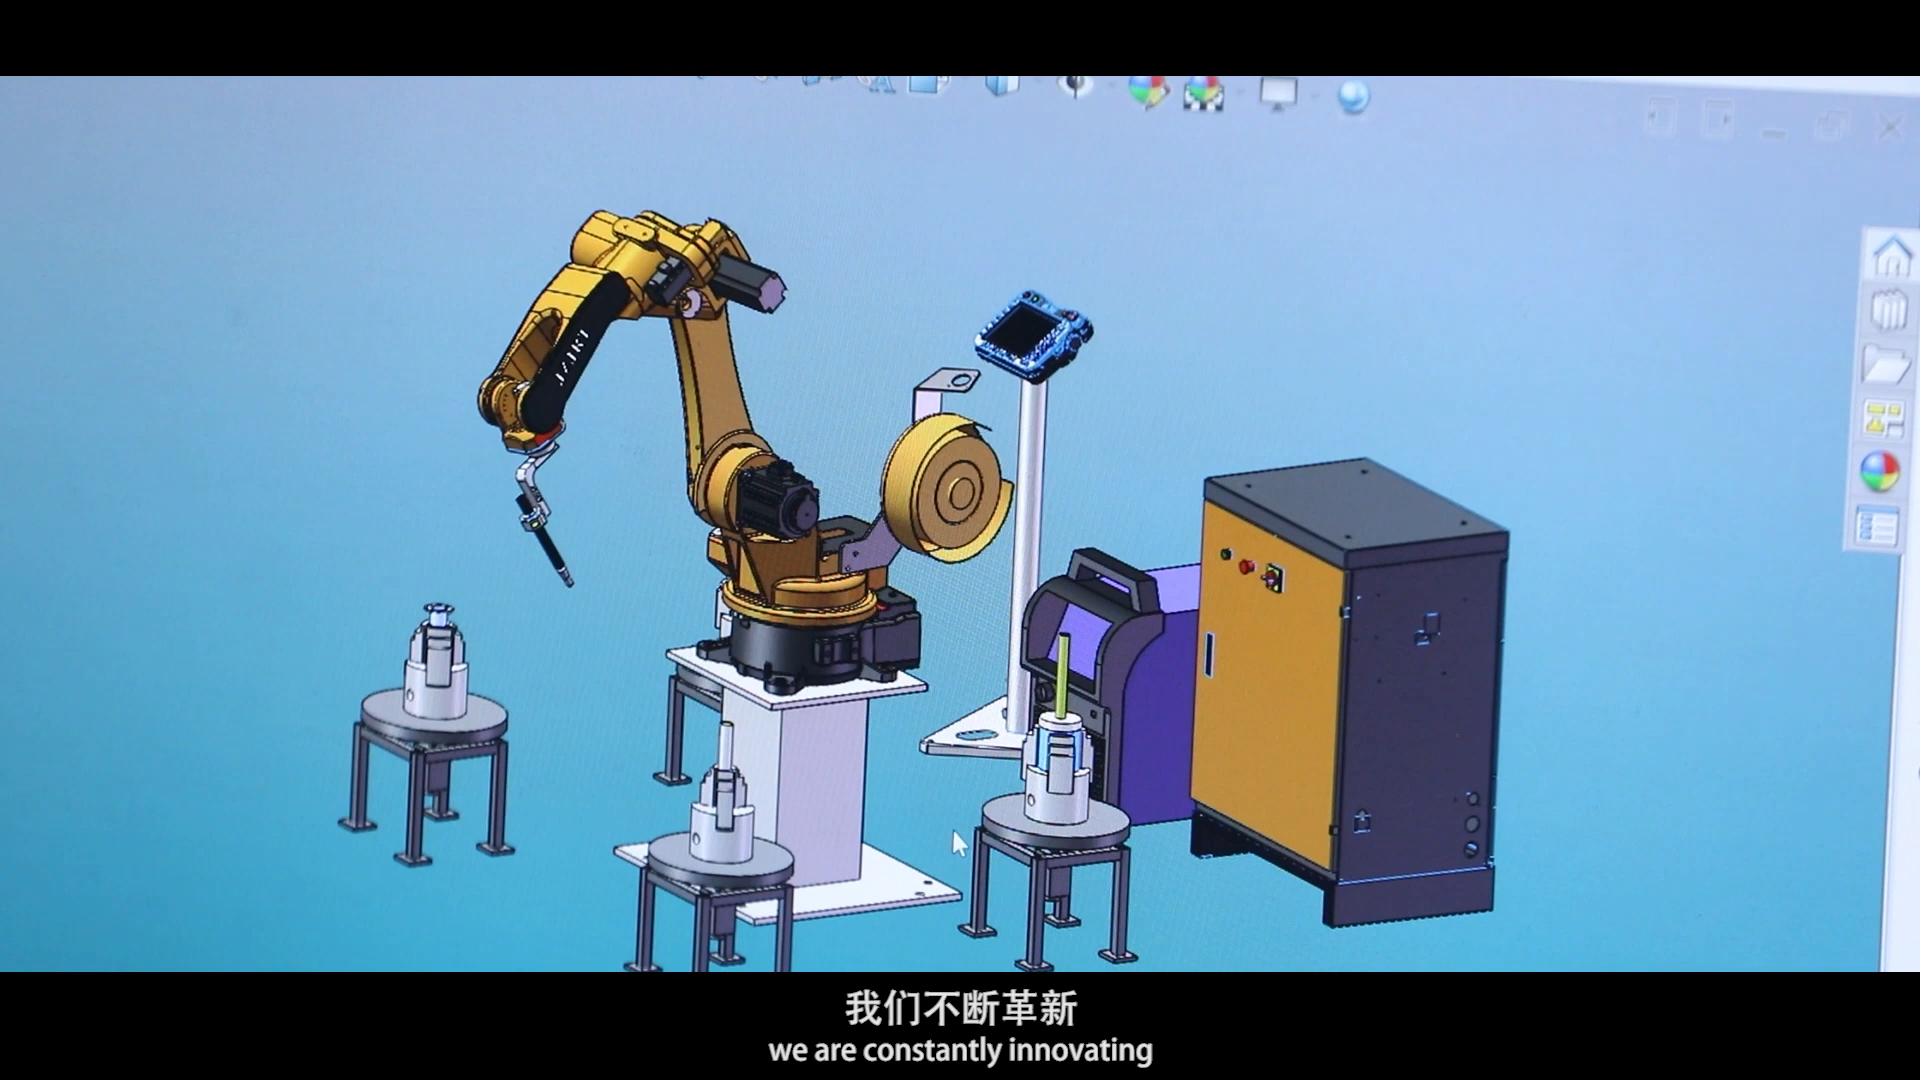 我们不断革新
we are constantly innovating